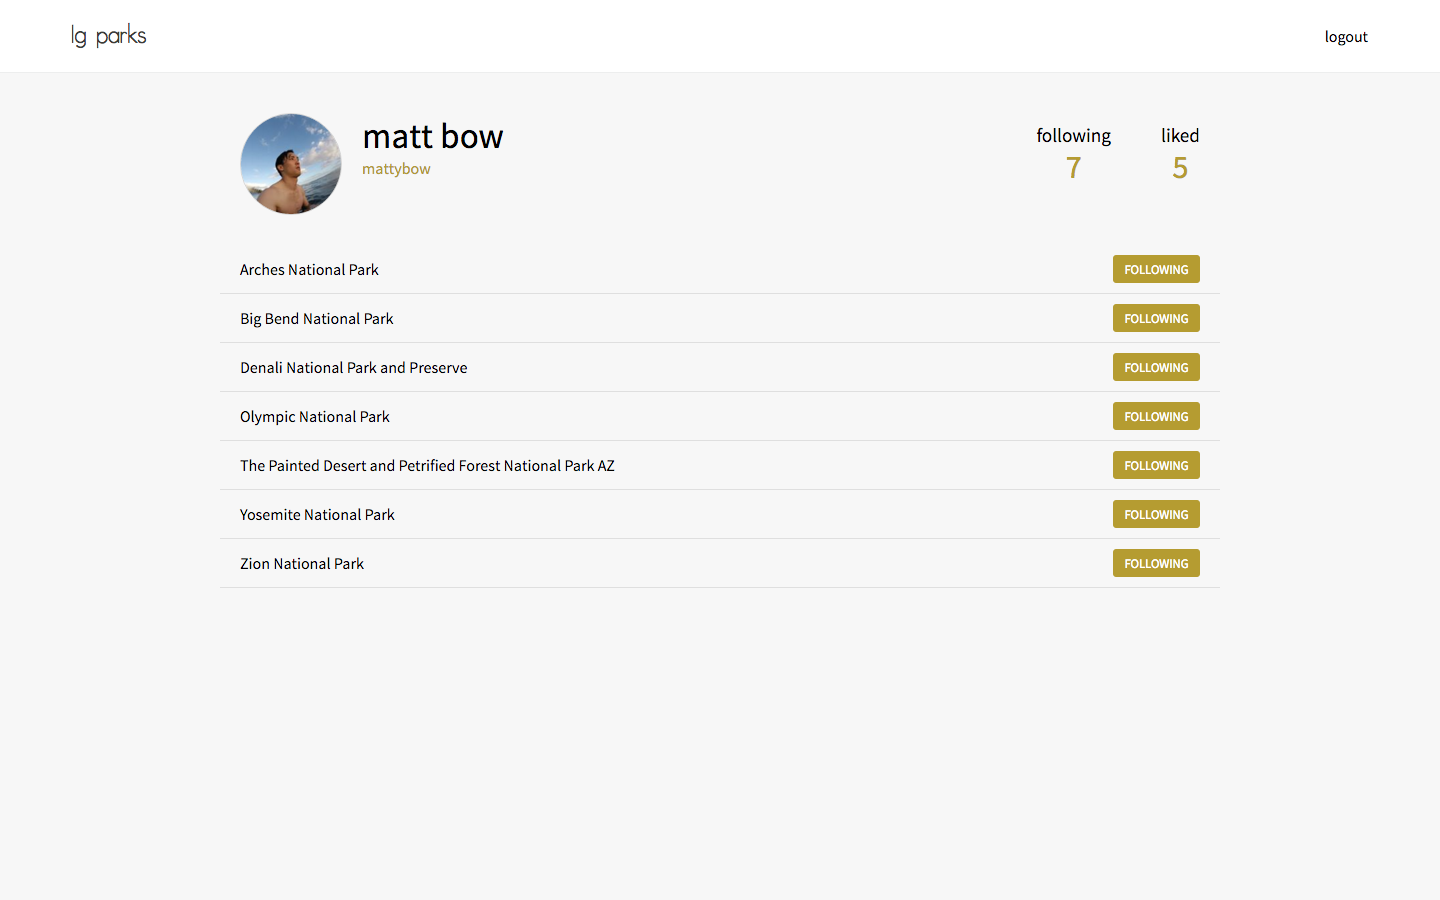 lg parks
logout
matt bow
mattybow
following
7
liked
5
Arches National Park
FOLLOWING
Big Bend National Park
FOLLOWING
Denali National Park and Preserve
FOLLOWING
Olympic National Park
FOLLOWING
The Painted Desert and Petrified Forest National Park AZ
FOLLOWING
Yosemite National Park
FOLLOWING
Zion National Park
FOLLOWING